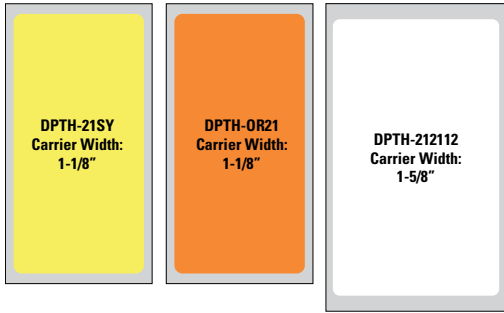 DPTH-21SY
Carrier Width:
1-1/8”
DPTH-OR21
Carrier Width:
1-1/8”
DPTH-212112
Carrier Width:
1-5/8”